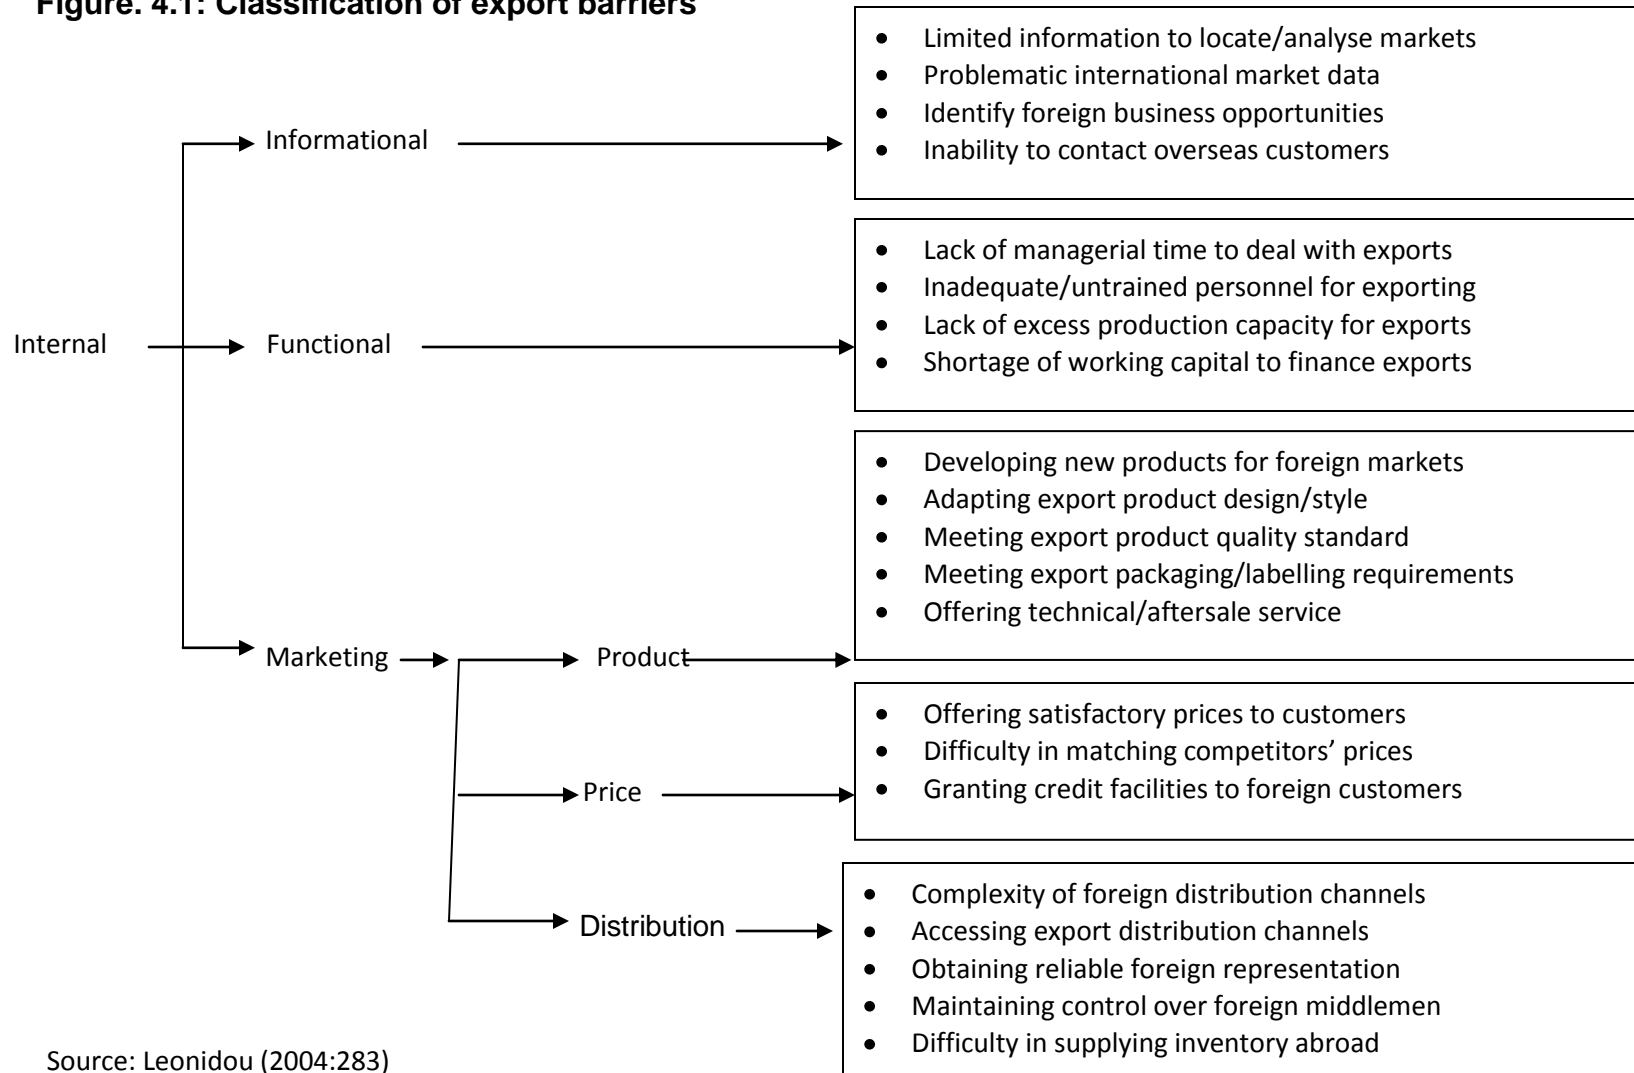 Figure. 4.1: Classification of export barriers
• Limited information to locate/analyse markets
• Problematic international market data
• Identify foreign business opportunities
• Inability to contact overseas customers
Informational
• Lack of managerial time to deal with exports
• Inadequate/untrained personnel for exporting
• Lack of excess production capacity for exports
• Shortage of working capital to finance exports
Internal
Functional
• Developing new products for foreign markets
• Adapting export product design/style
• Meeting export product quality standard
• Meeting export packaging/labelling requirements
• Offering technical/aftersale service
Marketing
Product
• Offering satisfactory prices to customers
• Difficulty in matching competitors’ prices
• Granting credit facilities to foreign customers
Price
• Complexity of foreign distribution channels
• Accessing export distribution channels
• Obtaining reliable foreign representation
• Maintaining control over foreign middlemen
• Difficulty in supplying inventory abroad
Distribution
Source: Leonidou (2004:283)